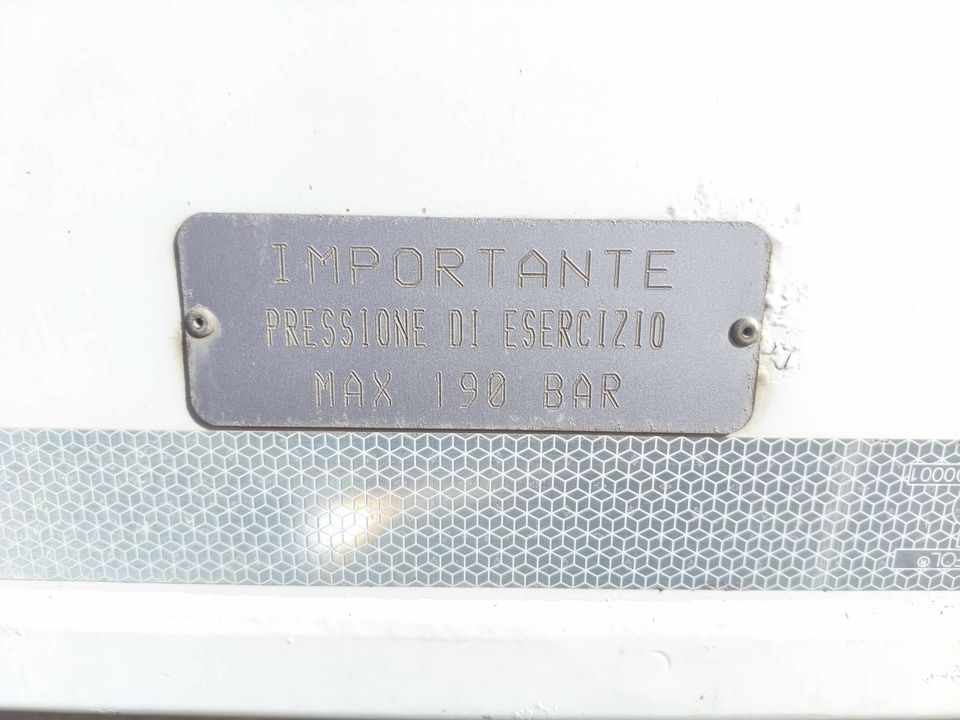 IMPORTANTE
PRESSIONE DI ESERCIZIO
MAX 190 BAR